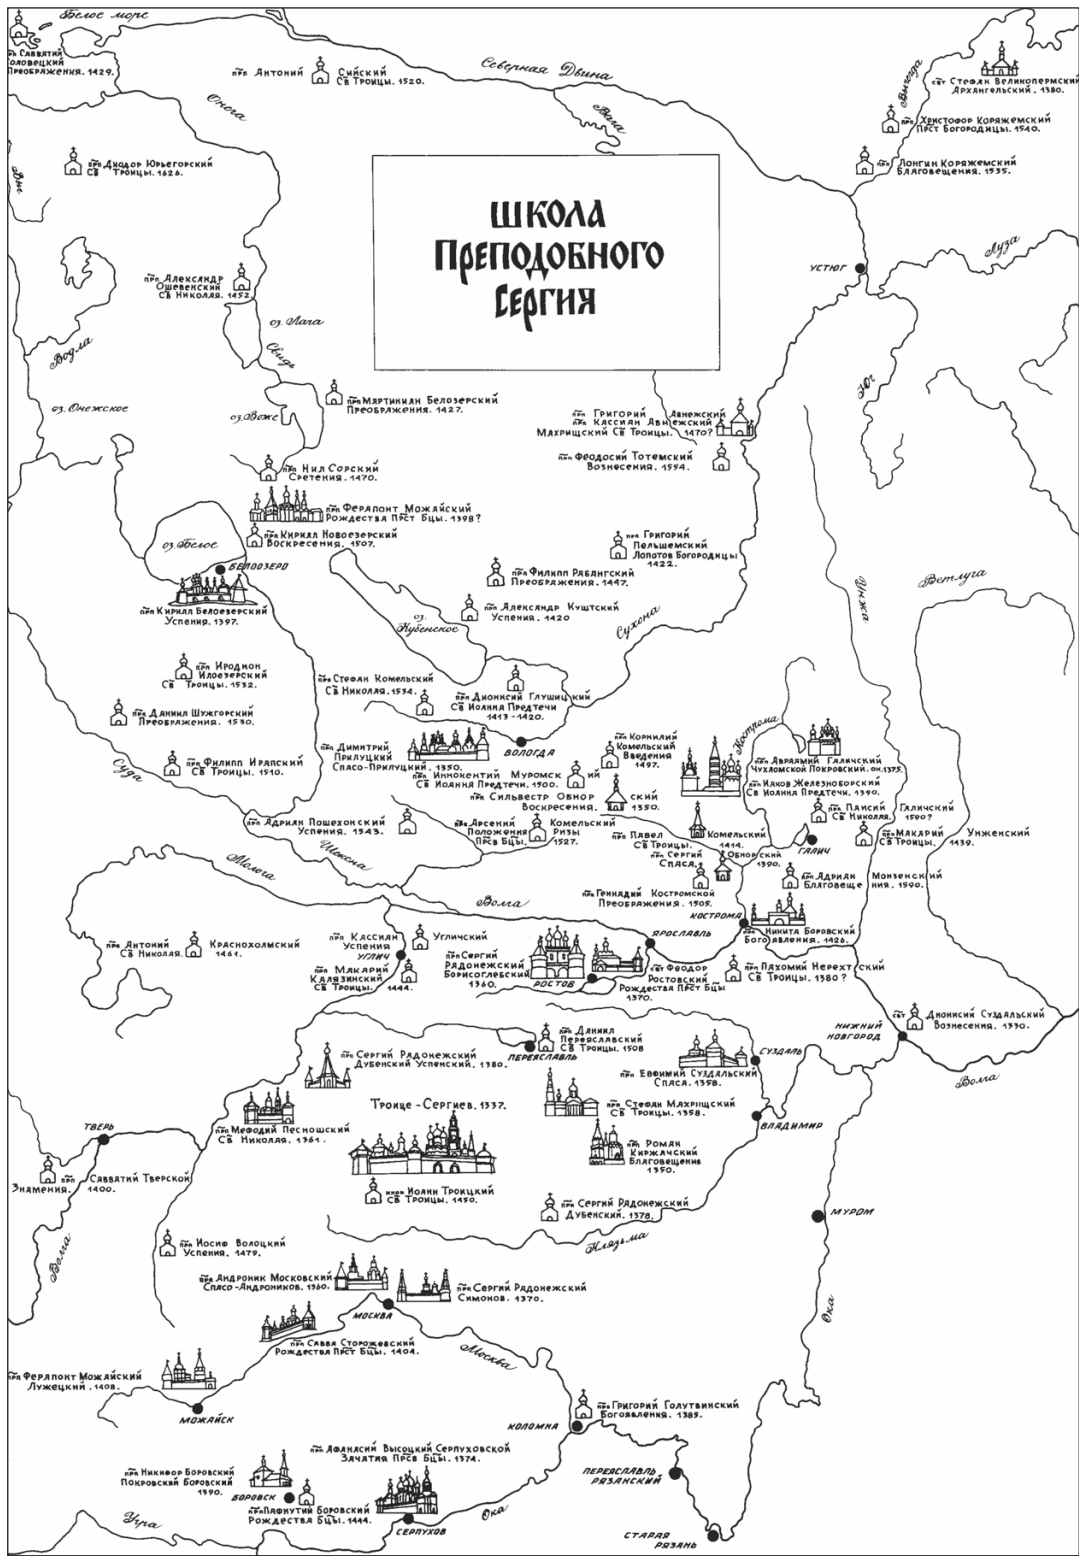 Белое море
прп Савватий
Соловецкий
Преображения. 1429.
прп Антоний Сийский
Св Троицы. 1520.
Северная Двина
Вычегда
свт Стефан Великопермский
Архангельский. 1380.
Онега
Вага
прп Христофор Коряжемский
Прст Богородицы. 1540.
прп Лонгин Коряжемский
Благовещения. 1535.
прп Диодор Юрьегорский
Св Троицы. 1626.
Выг
ШКОЛА
Преподобного
Сергия
Луза
УСТЮГ
прп Александр
Ошевенский
Св Николая. 1452.
оз. Лача
Свидь
Водла
Юг
оз. Онежское
оз. Воже
прп Мартиниан Белозерский
Преображения. 1427.
прп Григорий Авнежский
прп Кассиан Авнежский
Махрищский Св Троицы. 1470?
прп Феодосий Тотемский
Вознесения. 1554.
прп Нил Сорский
Сретения. 1470.
прп Ферапонт Можайский
Рождества Прст Бцы. 1398?
прп Кирилл Новоезерский
Воскресения. 1507.
оз. Белое
БЕЛООЗЕРО
прп Григорий
Пельшемский
Лопотов Богородицы
1422.
прп Филипп Рабангский
Преображения. 1447.
Унжа
Ветлуга
прп Кирилл Белоезерский
Успения. 1397.
прп Александр Куштский
Успения. 1420
оз.
Кубенское
Сухона
прп Иродион
Илоезерский
Св Троицы. 1532.
прп Стефан Комельский
Св Николая. 1534.
прп Дионисий Глушицкий
Св Иоанна Предтечи
1413-1420.
прп Даниил Шужгорский
Преображения. 1530.
Кострома
прп Димитрий
Прилуцкий
Спасо-Прилуцкий. 1350.
ВОЛОГДА
прп Корнилий
Комельский
Введения
1497.
прп Авраамий Галичский
Чухломской Покровский. ок. 1375.
Суда
прп Филипп Ирапский
Св Троицы. 1510.
прп Иннокентий Муромский
Св Иоанна Предтечи. 1500.
прп Иаков Железноборский
Св Иоанна Предтечи. 1390.
прп Сильвестр Обнорский
Воскресения. 1350.
прп Паисий Галичский
Св Николая. 1590?
прп Адриан Пошехонский
Успения. 1543.
прп Арсений Комельский
Положения Ризы
Прсв Бцы. 1527.
прп Павел Комельский
Св Троицы. 1414.
ГАЛИЧ
прп Макарий Унженский
Св Троицы. 1439.
Шексна
прп Сергий Обнорский
Спаса. 1390.
Молога
прп Адриан Монзенский
Благовещения. 1590.
прп Геннадий Костромской
Преображения. 1505.
Волга
КОСТРОМА
прп Антоний Краснохолмский
Св Николая. 1461.
прп Кассиан Угличский
Успения
УГЛИЧ
ЯРОСЛАВЛЬ
прп Никита Боровский
Богоявления. 1426.
прп Макарий
Калязинский
Св Троицы. 1444.
прп Сергий
Радонежский
Борисоглебский
1360.
РОСТОВ
свт Феодор
Ростовский
Рождества Прст Бцы
1370.
прп Пахомий Нерехтский
Св Троицы. 1380?
свт Дионисий Суздальский
Вознесения. 1330.
НИЖНИЙ
НОВГОРОД
прп Даниил
Переяславский
Св Троицы. 1508
ПЕРЕЯСЛАВЛЬ
СУЗДАЛЬ
прп Сергий Радонежский
Дубенский Успенский. 1380.
прп Евфимий Суздальский
Спаса. 1358.
Волга
Троице-Сергиев. 1337.
прп Стефан Махрищский
Св Троицы. 1358.
ВЛАДИМИР
прп Мефодий Песношский
Св Николая. 1361.
ТВЕРЬ
прп Роман
Киржачский
Благовещения
1350.
прп Савватий Тверской
Знамения. 1400.
инок Иоанн Троицкий
Св Троицы. 1450.
прп Сергий Радонежский
Дубенский. 1378.
МУРОМ
прп Иосиф Волоцкий
Успения. 1479.
Клязьма
Волга
прп Андроник Московский
Спасо-Андроников. 1360.
прп Сергий Радонежский
Симонов. 1370.
МОСКВА
Ока
прп Савва Сторожевский
Рождества Прст Бцы. 1404.
Москва
прп Ферапонт Можайский
Лужецкий. 1408.
МОЖАЙСК
прп Григорий Голутвинский
Богоявления. 1385.
КОЛОМНА
прп Афанасий Высоцкий Серпуховской
Зачатия Прсв Бцы. 1374.
прп Никифор Боровский
Покровский Боровский
1390.
ПЕРЕЯСЛАВЛЬ
РЯЗАНСКИЙ
БОРОВСК
прп Пафнутий Боровский
Рождества Бцы. 1444.
Ока
Угра
СЕРПУХОВ
СТАРАЯ
РЯЗАНЬ